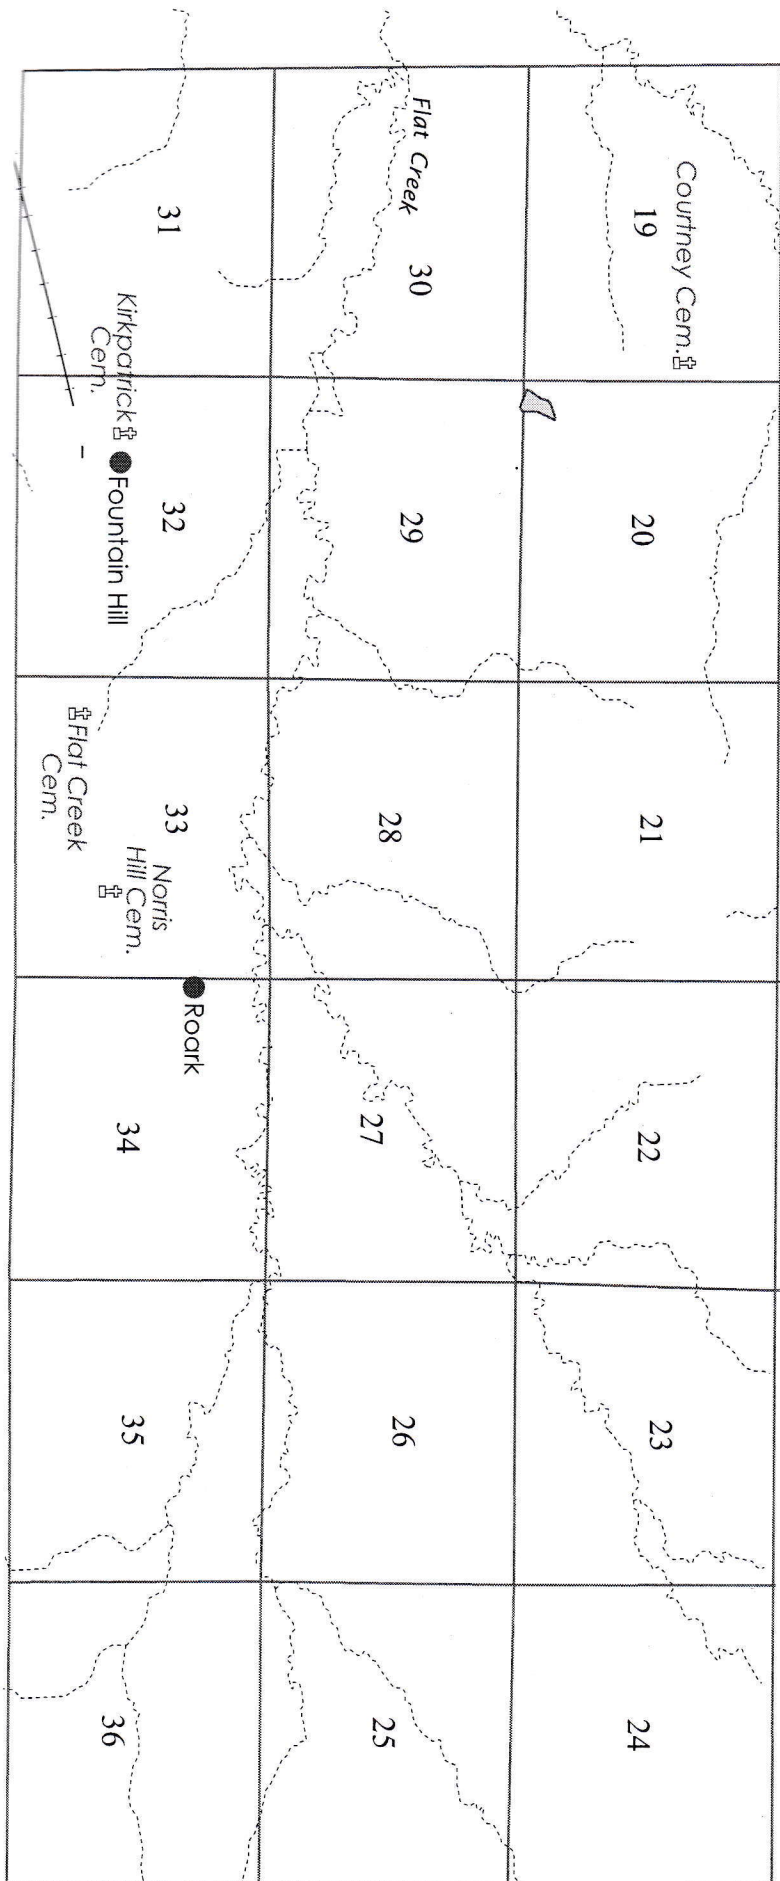 Courtney Cem.
19
20
21
22
23
24
Flat Creek
30
29
28
27
26
25
31
32
33
34
35
36
Kirkpatrick
Cem.
Fountain Hill
Flat Creek
Cem.
Norris
Hill Cem.
Roark